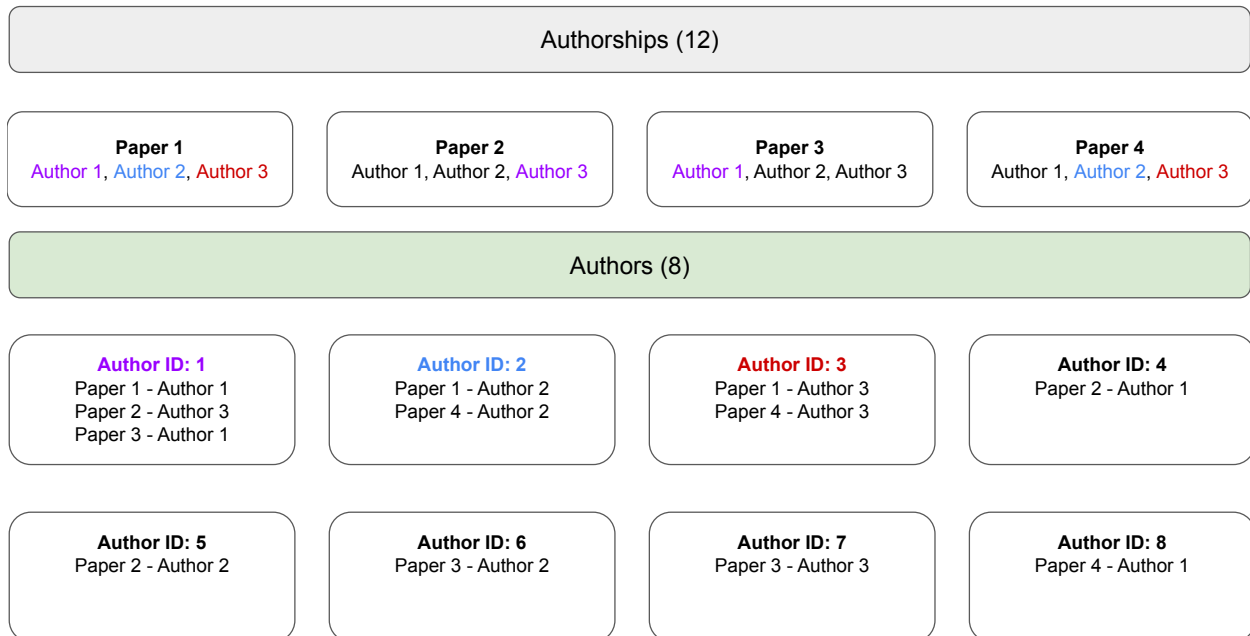 Authorships (12)
Paper 1
Author 1, Author 2, Author 3
Paper 2
Author 1, Author 2, Author 3
Paper 3
Author 1, Author 2, Author 3
Paper 4
Author 1, Author 2, Author 3
Authors (8)
Author ID: 1
Paper 1 - Author 1
Paper 2 - Author 3
Paper 3 - Author 1
Author ID: 2
Paper 1 - Author 2
Paper 4 - Author 2
Author ID: 3
Paper 1 - Author 3
Paper 4 - Author 3
Author ID: 4
Paper 2 - Author 1
Author ID: 5
Paper 2 - Author 2
Author ID: 6
Paper 3 - Author 2
Author ID: 7
Paper 3 - Author 3
Author ID: 8
Paper 4 - Author 1